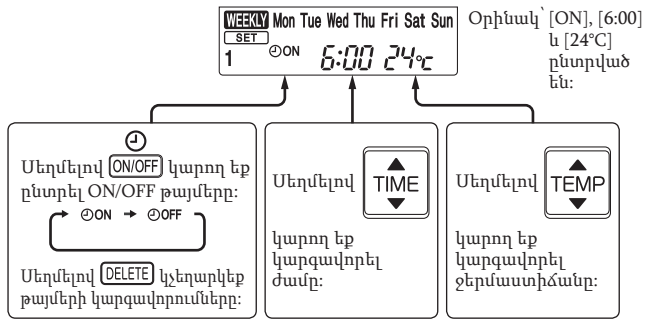 WEEKLY Mon Tue Wed Thu Fri Sat Sun
SET
1 ON 6:00 24°C
Օրինակ՝ [ON], [6:00]
և [24°C]
ընտրված
են:
Սեղմելով ON/OFF կարող եք
ընտրել ON/OFF թայմերը:
ON → OFF
Սեղմելով DELETE կչեղարկեք
թայմերի կարգավորումները:
Սեղմելով ▲ TIME ▼
կարող եք
կարգավորել
ժամը:
Սեղմելով ▲ TEMP ▼
կարող եք
կարգավորել
ջերմաստիճանը: